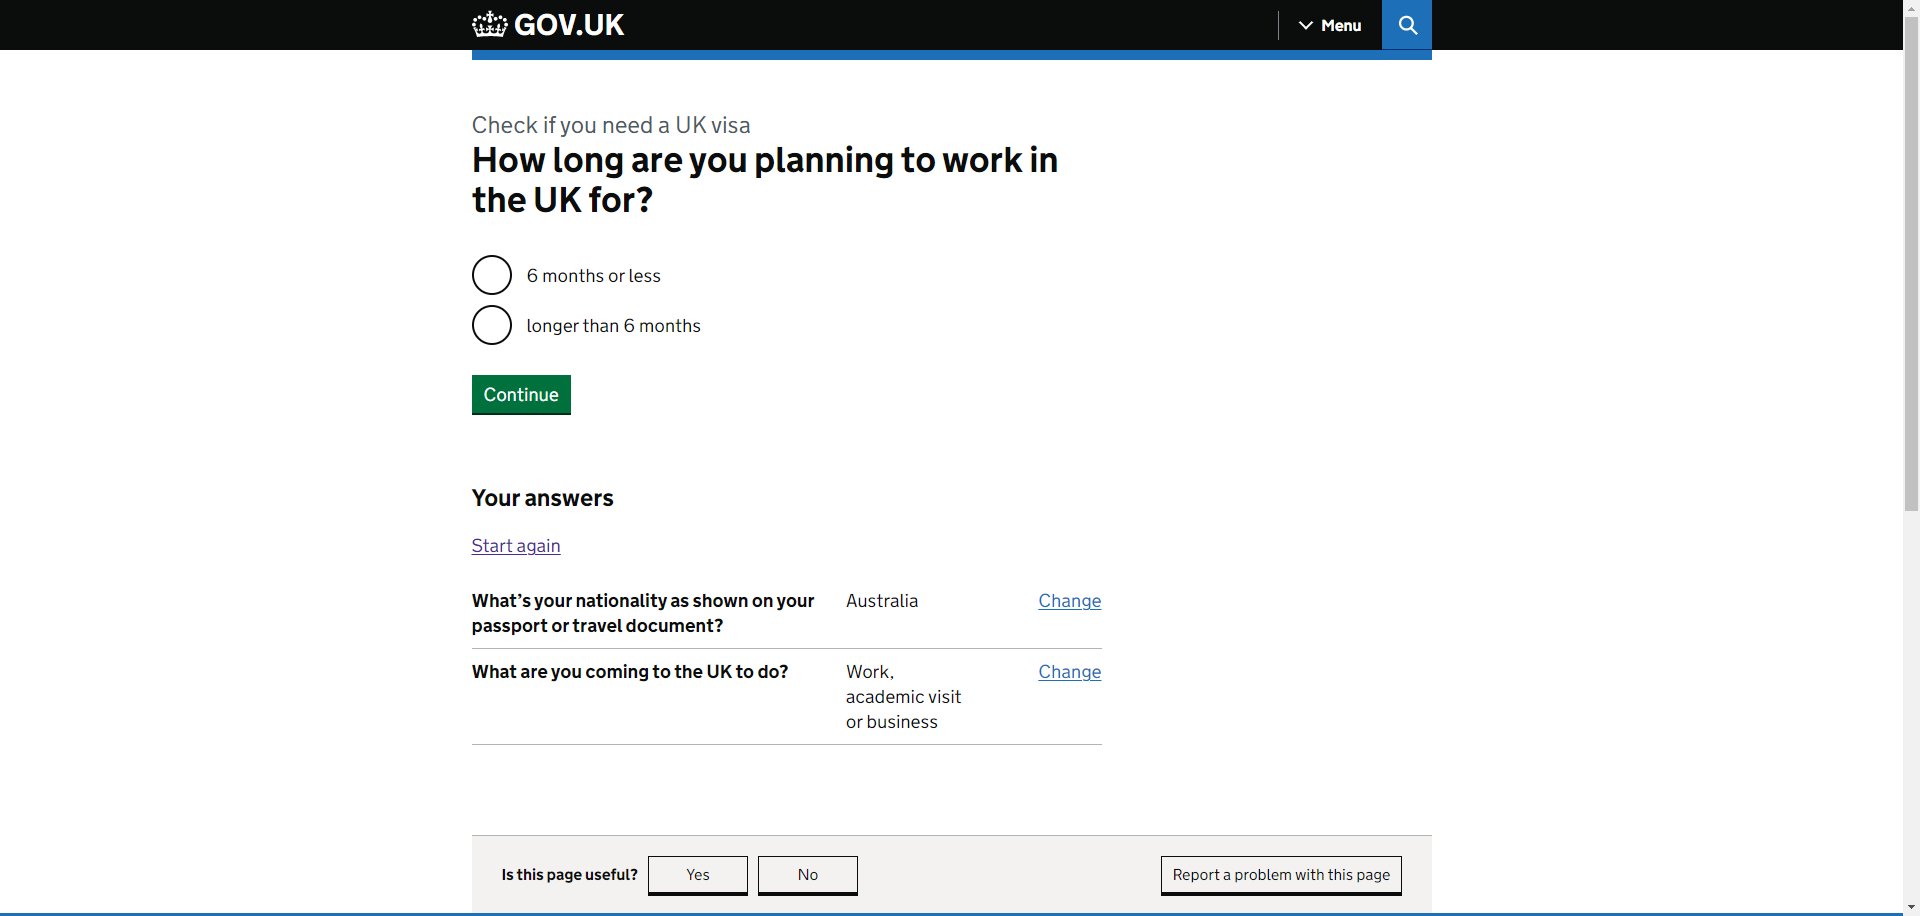 GOV.UK
Menu
Check if you need a UK visa
How long are you planning to work in
the UK for?
6 months or less
longer than 6 months
Continue
Your answers
Start again
What’s your nationality as shown on your
passport or travel document?
Australia
Change
What are you coming to the UK to do?
Work,
academic visit
or business
Change
Is this page useful?
Yes
No
Report a problem with this page